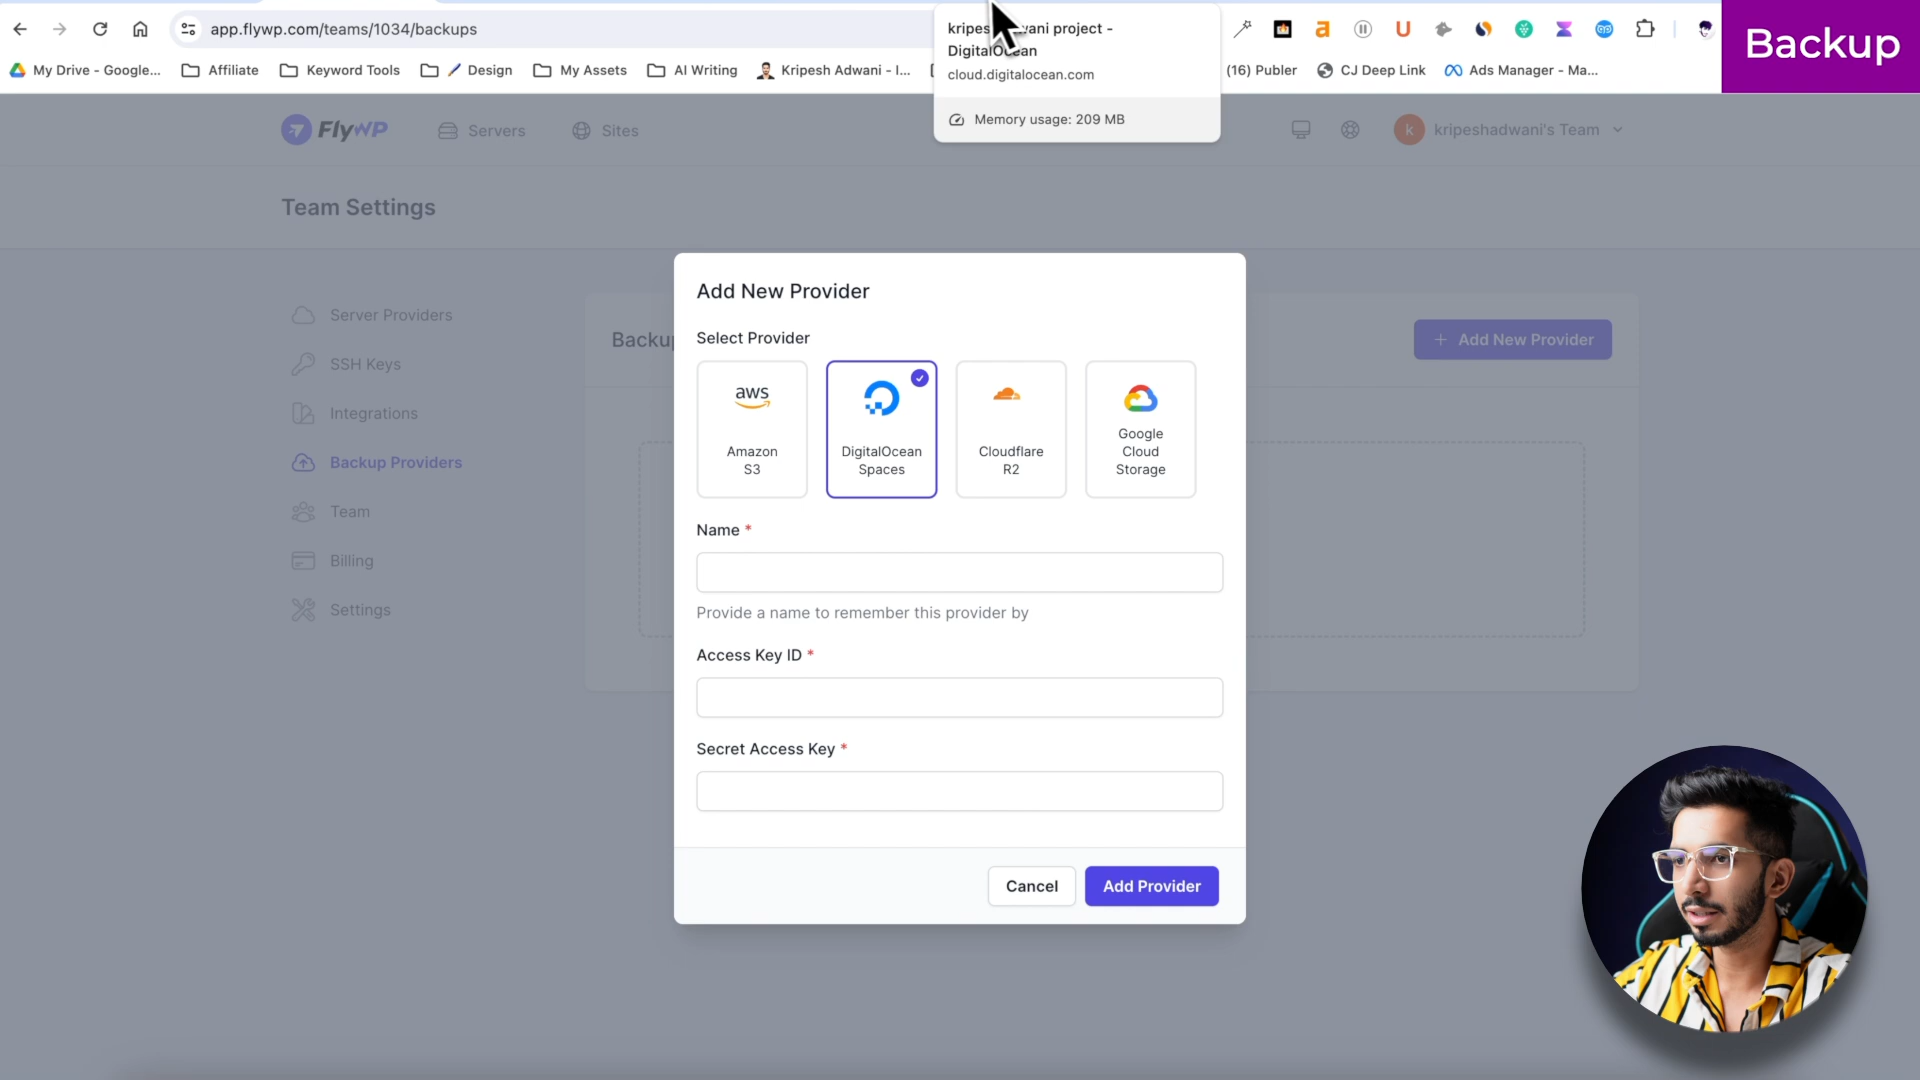 app.flywp.com/teams/1034/backups
kripes
wani project -
DigitalOcean
cloud.digitalocean.com
Memory usage: 209 MB
Backup
My Drive - Google...
Affiliate
Keyword Tools
Design
My Assets
AI Writing
Kripesh Adwani - I...
(16) Publer
CJ Deep Link
Ads Manager - Ma...
FlyWP
Servers
Sites
k
kripeshadwani's Team
Team Settings
Server Providers
SSH Keys
Integrations
Backup Providers
Team
Billing
Settings
Backu
+ Add New Provider
Add New Provider
Select Provider
aws
Amazon
S3
DigitalOcean
Spaces
Cloudflare
R2
Google
Cloud
Storage
Name *
Provide a name to remember this provider by
Access Key ID *
Secret Access Key *
Cancel
Add Provider